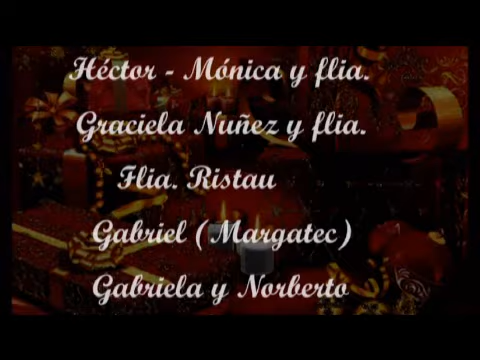 Héctor - Mónica y flia.
Graciela Nuñez y flia.
Flia. Ristau
Gabriel (Margatec)
Gabriela y Norberto